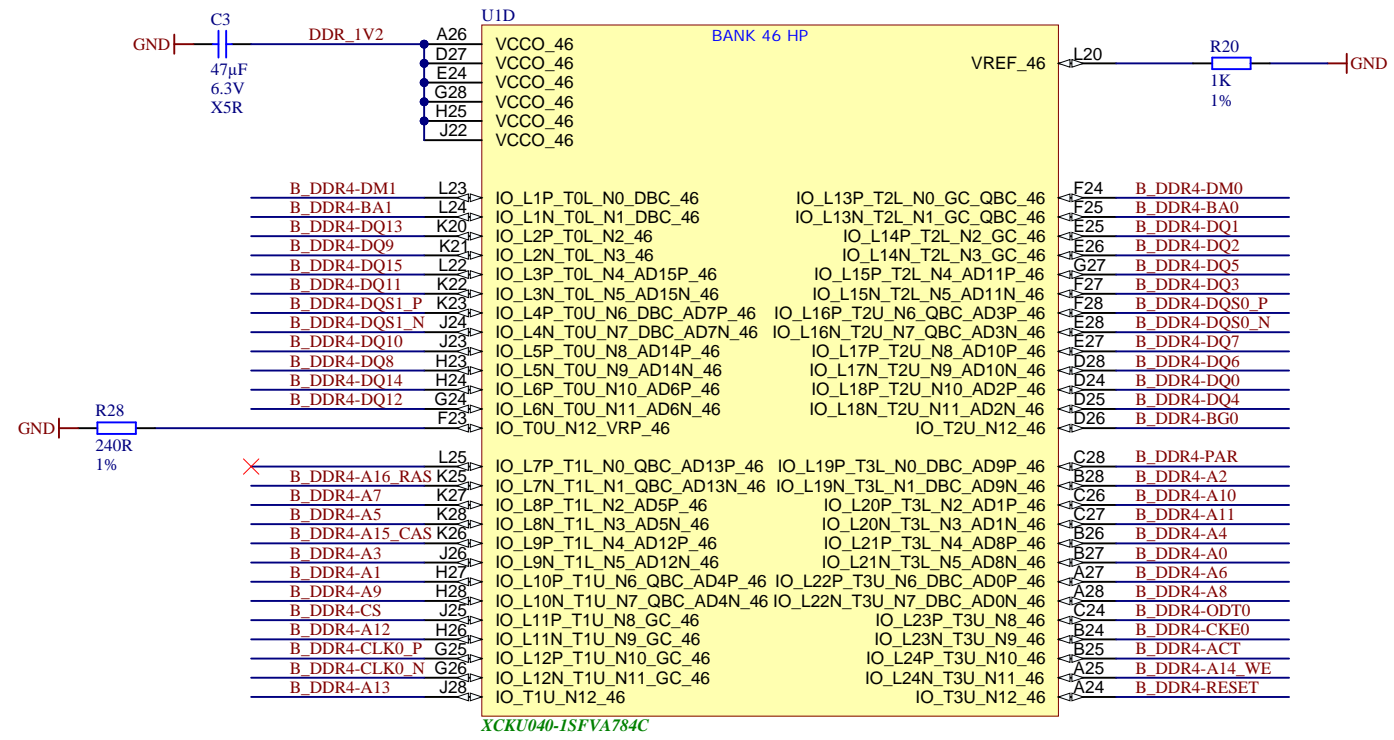 U1D
BANK 46 HP
C3
GND
47µF
6.3V
X5R
DDR_1V2
A26 VCCO_46
D27 VCCO_46
E24 VCCO_46
G28 VCCO_46
H25 VCCO_46
J22 VCCO_46
VREF_46 L20
R20
1K
1%
GND
B_DDR4-DM1 L23 IO_L1P_T0L_N0_DBC_46
B_DDR4-BA1 L24 IO_L1N_T0L_N1_DBC_46
B_DDR4-DQ13 K20 IO_L2P_T0L_N2_46
B_DDR4-DQ9 K21 IO_L2N_T0L_N3_46
B_DDR4-DQ15 L22 IO_L3P_T0L_N4_AD15P_46
B_DDR4-DQ11 K22 IO_L3N_T0L_N5_AD15N_46
B_DDR4-DQS1_P K23 IO_L4P_T0U_N6_DBC_AD7P_46
B_DDR4-DQS1_N J24 IO_L4N_T0U_N7_DBC_AD7N_46
B_DDR4-DQ10 J23 IO_L5P_T0U_N8_AD14P_46
B_DDR4-DQ8 H23 IO_L5N_T0U_N9_AD14N_46
B_DDR4-DQ14 H24 IO_L6P_T0U_N10_AD6P_46
B_DDR4-DQ12 G24 IO_L6N_T0U_N11_AD6N_46
F23 IO_T0U_N12_VRP_46
R28
GND
240R
1%
IO_L13P_T2L_N0_GC_QBC_46 F24 B_DDR4-DM0
IO_L13N_T2L_N1_GC_QBC_46 F25 B_DDR4-BA0
IO_L14P_T2L_N2_GC_46 E25 B_DDR4-DQ1
IO_L14N_T2L_N3_GC_46 E26 B_DDR4-DQ2
IO_L15P_T2L_N4_AD11P_46 G27 B_DDR4-DQ5
IO_L15N_T2L_N5_AD11N_46 F27 B_DDR4-DQ3
IO_L16P_T2U_N6_QBC_AD3P_46 F28 B_DDR4-DQS0_P
IO_L16N_T2U_N7_QBC_AD3N_46 E28 B_DDR4-DQS0_N
IO_L17P_T2U_N8_AD10P_46 E27 B_DDR4-DQ7
IO_L17N_T2U_N9_AD10N_46 D28 B_DDR4-DQ6
IO_L18P_T2U_N10_AD2P_46 D24 B_DDR4-DQ0
IO_L18N_T2U_N11_AD2N_46 D25 B_DDR4-DQ4
IO_T2U_N12_46 D26 B_DDR4-BG0
L25 IO_L7P_T1L_N0_QBC_AD13P_46
B_DDR4-A16_RAS K25 IO_L7N_T1L_N1_QBC_AD13N_46
B_DDR4-A7 K27 IO_L8P_T1L_N2_AD5P_46
B_DDR4-A5 K28 IO_L8N_T1L_N3_AD5N_46
B_DDR4-A15_CAS K26 IO_L9P_T1L_N4_AD12P_46
B_DDR4-A3 J26 IO_L9N_T1L_N5_AD12N_46
B_DDR4-A1 H27 IO_L10P_T1U_N6_QBC_AD4P_46
B_DDR4-A9 H28 IO_L10N_T1U_N7_QBC_AD4N_46
B_DDR4-CS J25 IO_L11P_T1U_N8_GC_46
B_DDR4-A12 H26 IO_L11N_T1U_N9_GC_46
B_DDR4-CLK0_P G25 IO_L12P_T1U_N10_GC_46
B_DDR4-CLK0_N G26 IO_L12N_T1U_N11_GC_46
B_DDR4-A13 J28 IO_T1U_N12_46
IO_L19P_T3L_N0_DBC_AD9P_46 C28 B_DDR4-PAR
IO_L19N_T3L_N1_DBC_AD9N_46 B28 B_DDR4-A2
IO_L20P_T3L_N2_AD1P_46 C26 B_DDR4-A10
IO_L20N_T3L_N3_AD1N_46 C27 B_DDR4-A11
IO_L21P_T3L_N4_AD8P_46 B26 B_DDR4-A4
IO_L21N_T3L_N5_AD8N_46 B27 B_DDR4-A0
IO_L22P_T3U_N6_DBC_AD0P_46 A27 B_DDR4-A6
IO_L22N_T3U_N7_DBC_AD0N_46 A28 B_DDR4-A8
IO_L23P_T3U_N8_46 C24 B_DDR4-ODT0
IO_L23N_T3U_N9_46 B24 B_DDR4-CKE0
IO_L24P_T3U_N10_46 B25 B_DDR4-ACT
IO_L24N_T3U_N11_46 A25 B_DDR4-A14_WE
IO_T3U_N12_46 A24 B_DDR4-RESET
XCKU040-1SFVA784C